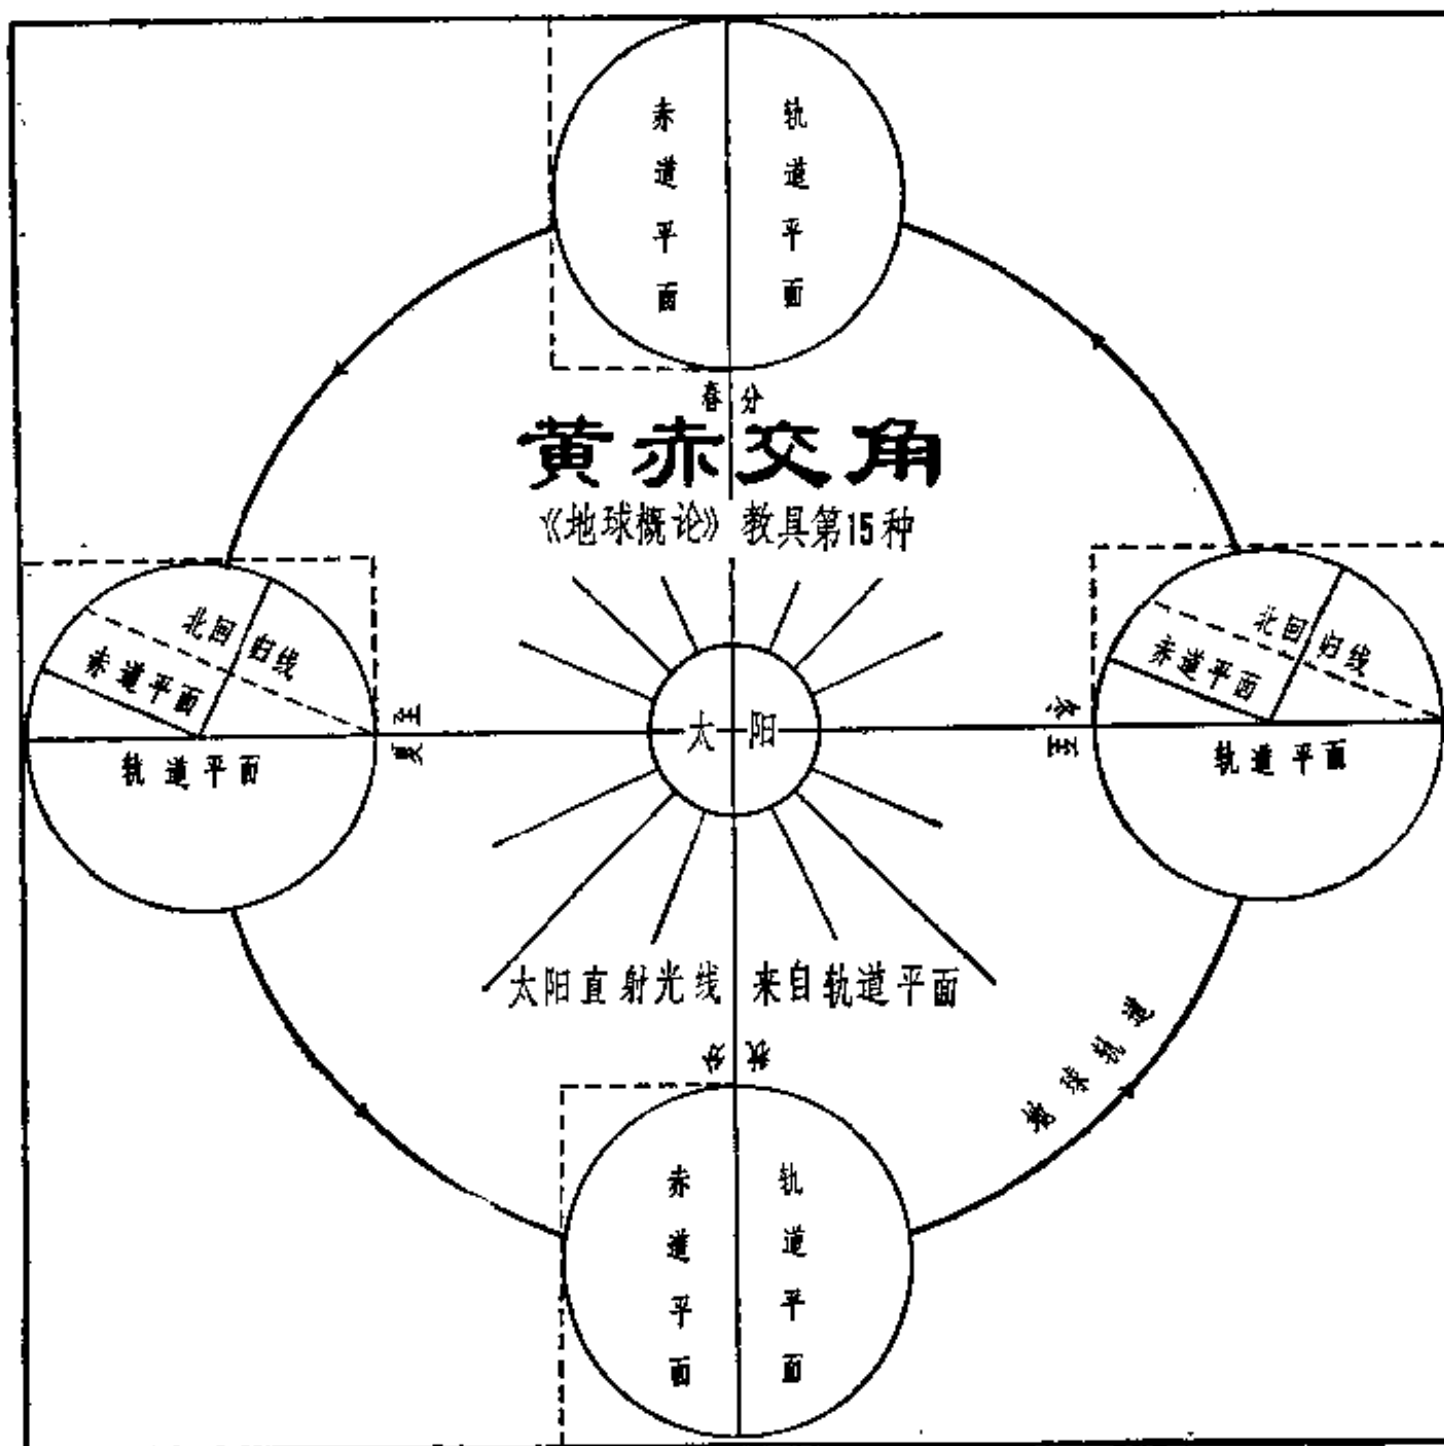 赤道平面
轨道平面
春分
黄赤交角
《地球概论》教具第15种
北回归线
赤道平面
轨道平面
夏至
太阳
冬至
北回归线
赤道平面
轨道平面
太阳直射光线来自轨道平面
秋分
地球轨道
赤道平面
轨道平面